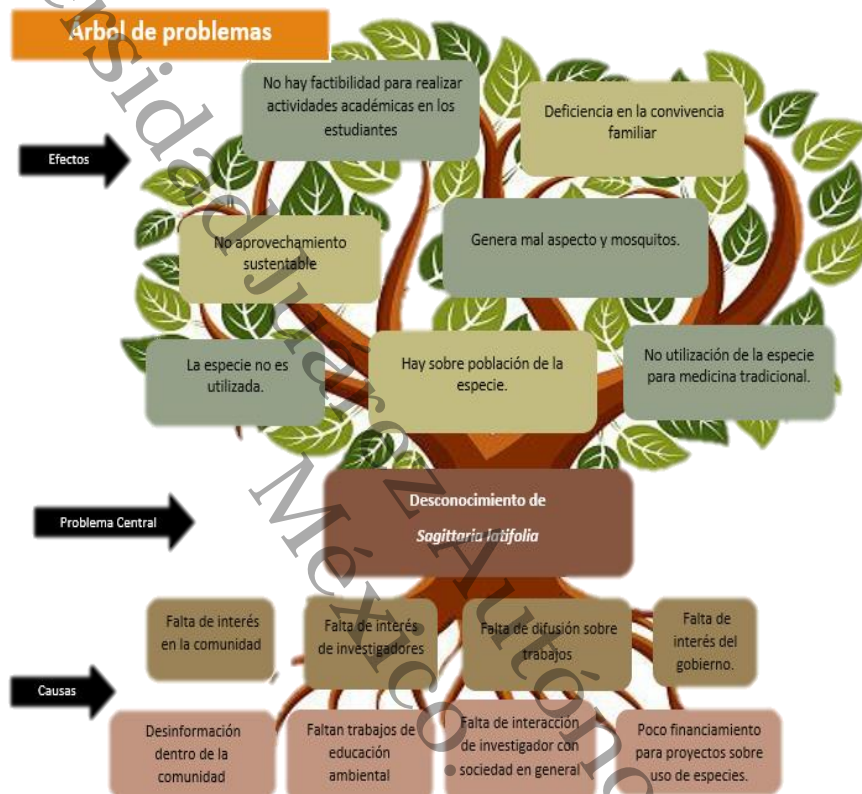 Árbol de problemas
No hay factibilidad para realizar
actividades académicas en los
estudiantes
Deficiencia en la convivencia
familiar
Efectos
No aprovechamiento
sustentable
Genera mal aspecto y mosquitos.
La especie no es
utilizada.
Hay sobre población de la
especie.
No utilización de la especie
para medicina tradicional.
Problema Central
Desconocimiento de
Sagittaria latifolia
Falta de interés
en la comunidad
Falta de interés
de investigadores
Falta de difusión sobre
trabajos
Falta de
interés del
gobierno.
Causas
Desinformación
dentro de la
comunidad
Faltan trabajos de
educación
ambiental
Falta de interacción
de investigador con
sociedad en general
Poco financiamiento
para proyectos sobre
uso de especies.
Juárez
México.